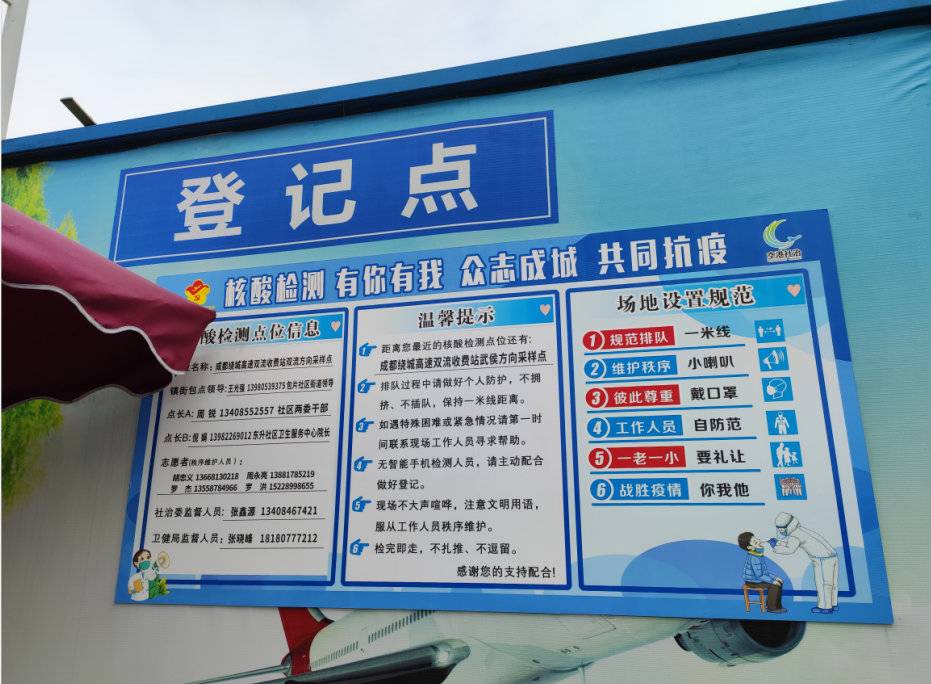 登记点
核酸检测 有你有我 众志成城 共同抗疫
空港社治
酸检测点位信息
名称：成都绕城高速双流收费站双流方向采样点
镇街包点领导：王光强 13980539375 包片社区街道领导
点长A：周 锐 13408552557 社区两委干部
点长B：倪 娟 13982269012 东升社区卫生服务中心院长
志愿者(秩序维护人员)：
胡忠义 13668130218 周永亮 13881785219
罗 杰 13558784966 罗 洪 15228998655
社治委监督人员：张鑫源 13408467421
卫健局监督人员：张晓峰 18180777212
温馨提示
1 距离您最近的核酸检测点位还有：
成都绕城高速双流收费站武侯方向采样点
2 排队过程中请做好个人防护，不拥
挤、不插队，保持一米线距离。
3 如遇特殊困难或紧急情况请第一时
间联系现场工作人员寻求帮助。
4 无智能手机检测人员，请主动配合
做好登记。
5 现场不大声喧哗，注意文明用语，
服从工作人员秩序维护。
6 检完即走，不扎推、不逗留。
感谢您的支持配合!
场地设置规范
1 规范排队 一米线
2 维护秩序 小喇叭
3 彼此尊重 戴口罩
4 工作人员 自防范
5 一老一小 要礼让
6 战胜疫情 你我他